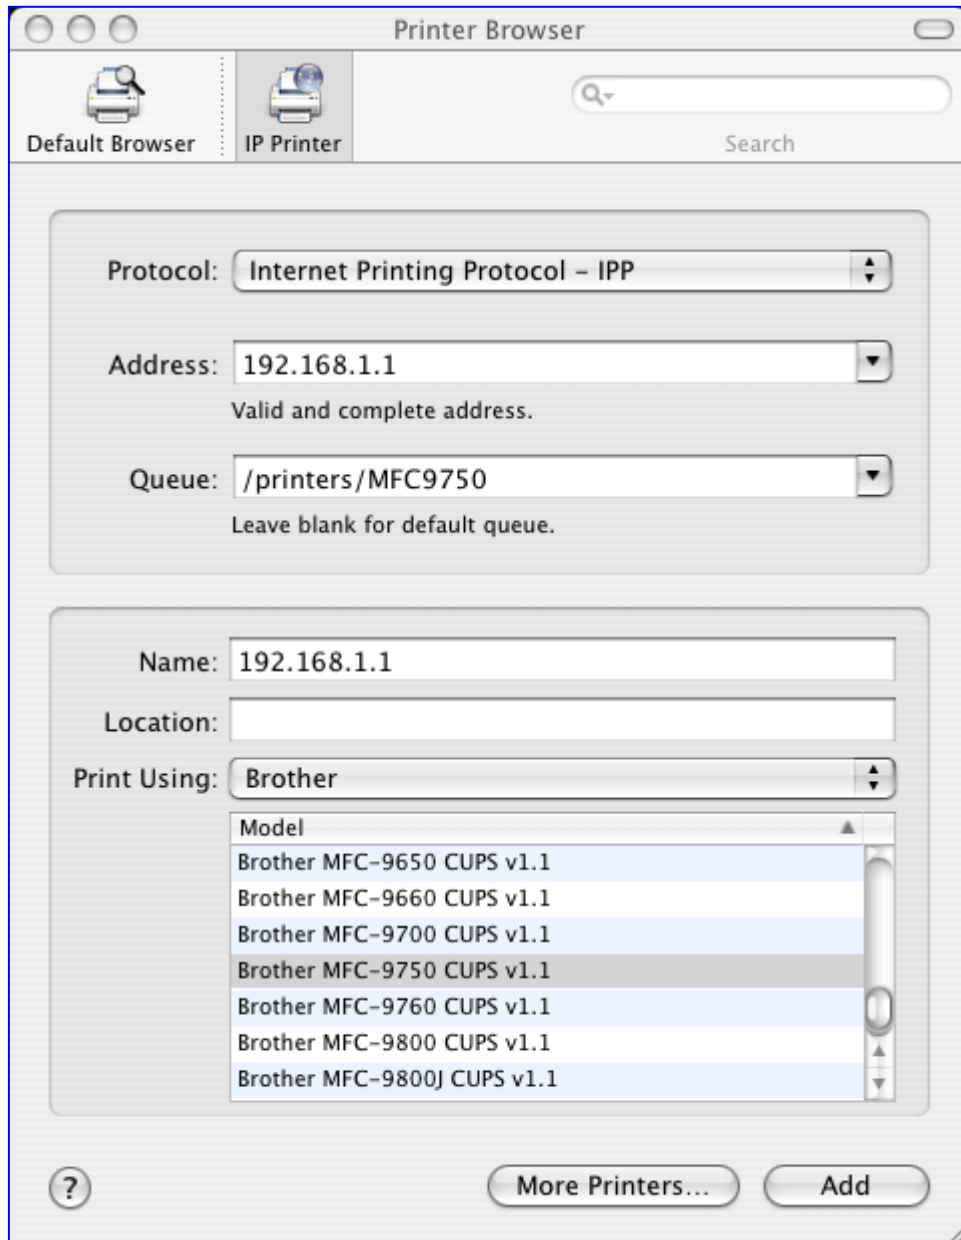 Printer Browser
Default Browser
IP Printer
Search
Protocol: Internet Printing Protocol – IPP
Address: 192.168.1.1
Valid and complete address.
Queue: /printers/MFC9750
Leave blank for default queue.
Name: 192.168.1.1
Location:
Print Using: Brother
Model
Brother MFC-9650 CUPS v1.1
Brother MFC-9660 CUPS v1.1
Brother MFC-9700 CUPS v1.1
Brother MFC-9750 CUPS v1.1
Brother MFC-9760 CUPS v1.1
Brother MFC-9800 CUPS v1.1
Brother MFC-9800J CUPS v1.1
? More Printers... Add